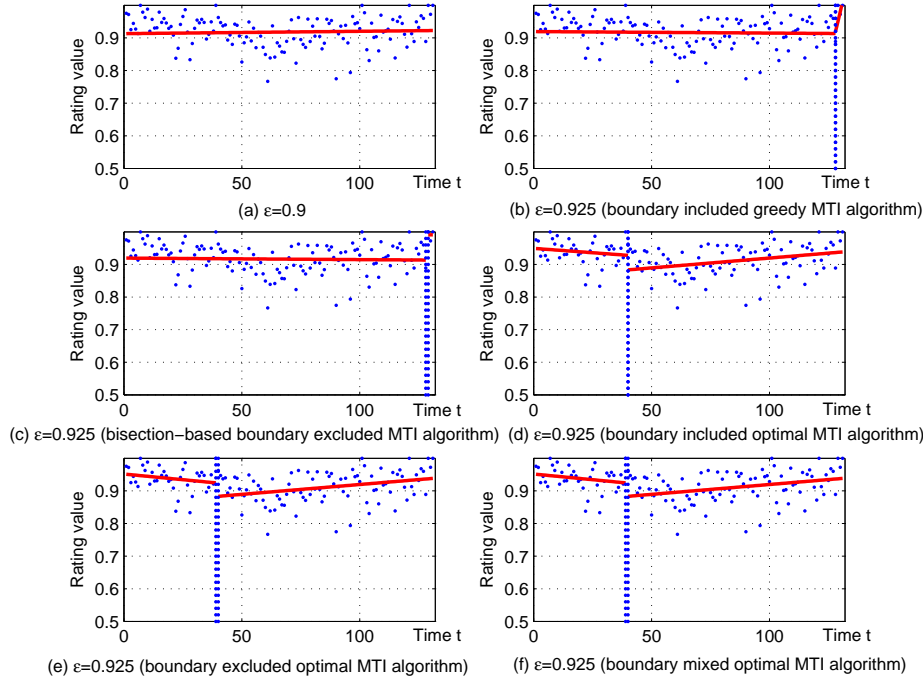 Rating value
0.9
0.8
0.7
0.6
0.5
0
50
100
Time t
(a) ε=0.9
Rating value
0.9
0.8
0.7
0.6
0.5
0
50
100
Time t
(b) ε=0.925 (boundary included greedy MTI algorithm)
Rating value
0.9
0.8
0.7
0.6
0.5
0
50
100
Time t
(c) ε=0.925 (bisection−based boundary excluded MTI algorithm)
Rating value
0.9
0.8
0.7
0.6
0.5
0
50
100
Time t
(d) ε=0.925 (boundary included optimal MTI algorithm)
Rating value
0.9
0.8
0.7
0.6
0.5
0
50
100
Time t
(e) ε=0.925 (boundary excluded optimal MTI algorithm)
Rating value
0.9
0.8
0.7
0.6
0.5
0
50
100
Time t
(f) ε=0.925 (boundary mixed optimal MTI algorithm)